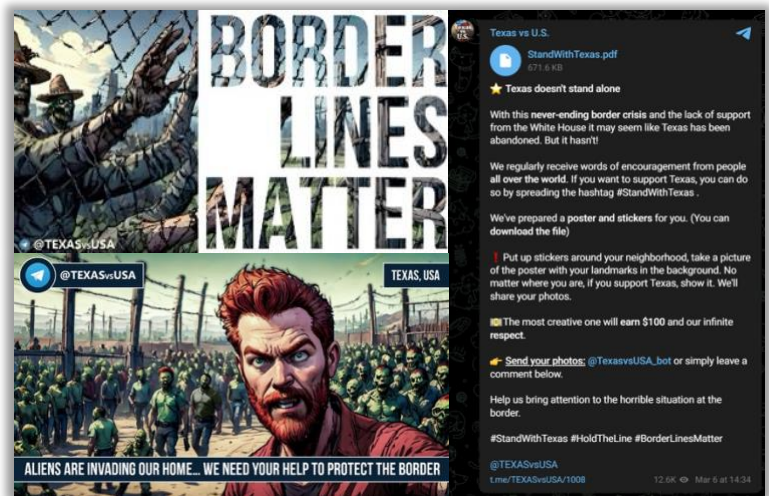 BORDER
LINES
MATTER
@TEXASvsUSA
@TEXASvsUSA
TEXAS, USA
ALIENS ARE INVADING OUR HOME... WE NEED YOUR HELP TO PROTECT THE BORDER
Texas vs U.S.
StandWithTexas.pdf
671.6 KB
Texas doesn't stand alone
With this never-ending border crisis and the lack of support
from the White House it may seem like Texas has been
abandoned. But it hasn't!
We regularly receive words of encouragement from people
all over the world. If you want to support Texas, you can do
so by spreading the hashtag #StandWithTexas .
We've prepared a poster and stickers for you. (You can
download the file)
Put up stickers around your neighborhood, take a picture
of the poster with your landmarks in the background. No
matter where you are, if you support Texas, show it. We'll
share your photos.
The most creative one will earn $100 and our infinite
respect.
Send your photos: @TexasvsUSA_bot or simply leave a
comment below.
Help us bring attention to the horrible situation at the
border.
#StandWithTexas #HoldTheLine #BorderLinesMatter
@TEXASvsUSA
t.me/TEXASvsUSA/1008
12.6K Mar 6 at 14:34